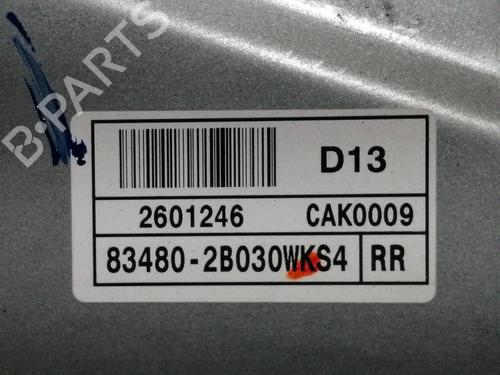 B-PARTS
D13
2601246 CAK0009
83480-2B030WKS4 RR